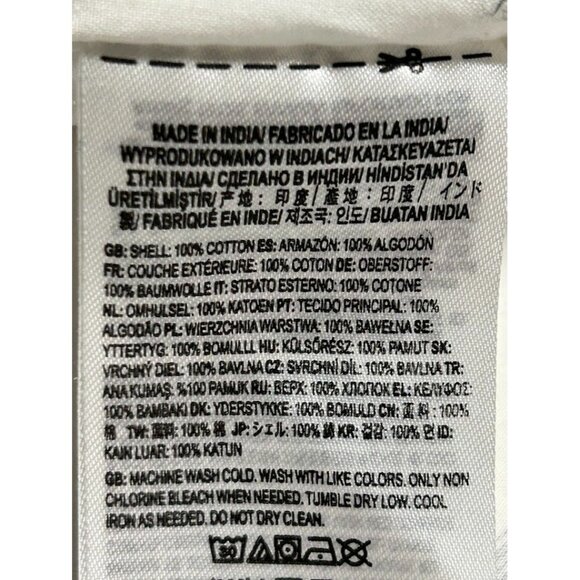 MADE IN INDIA/ FABRICADO EN LA INDIA/
WYPRODUKOWANO W INDIACH/ ΚΑΤΑΣΚΕΥΑΖΕΤΑΙ
ΣΤΗΝ ΙΝΔΙΑ/ СДЕЛАНО В ИНДИИ/ HİNDİSTAN'DA
ÜRETİLMİŞTİR/ 产地：印度/ 產地：印度/ インド
製/ FABRIQUÉ EN INDE/ 제조국: 인도/ BUATAN INDIA
GB: SHELL: 100% COTTON ES: ARMAZÓN: 100% ALGODÓN
FR: COUCHE EXTÉRIEURE: 100% COTON DE: OBERSTOFF:
100% BAUMWOLLE IT: STRATO ESTERNO: 100% COTONE
NL: OMHULSEL: 100% KATOEN PT: TECIDO PRINCIPAL: 100%
ALGODÃO PL: WIERZCHNIA WARSTWA: 100% BAWEŁNA SE:
YTTERTYG: 100% BOMULL HU: KÜLSŐRÉSZ: 100% PAMUT SK:
VRCHNÝ DIEL: 100% BAVLNA CZ: SVRCHNÍ DÍL: 100% BAVLNA TR:
ANA KUMAŞ: %100 PAMUK RU: ВЕРХ: 100% ХЛОПОК EL: ΚΕΛΥΦΟΣ:
100% ΒΑΜΒΑΚΙ DK: YDERSTYKKE: 100% BOMULD CN: 面料：100%
棉 TW: 面料：100% 棉 JP: シェル：100% 綿 KR: 겉감: 100% 면 ID:
KAIN LUAR: 100% KATUN
GB: MACHINE WASH COLD. WASH WITH LIKE COLORS. ONLY NON
CHLORINE BLEACH WHEN NEEDED. TUMBLE DRY LOW. COOL
IRON AS NEEDED. DO NOT DRY CLEAN.
30